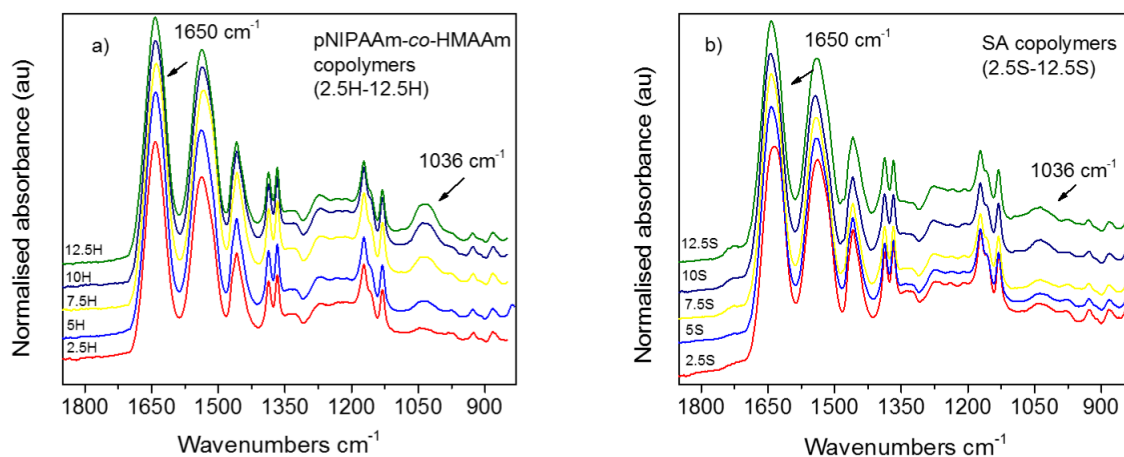 a)
1650 cm⁻¹
pNIPAAm-co-HMAAm
copolymers
(2.5H-12.5H)
1036 cm⁻¹
Normalised absorbance (au)
12.5H
10H
7.5H
5H
2.5H
1800 1650 1500 1350 1200 1050 900
Wavenumbers cm⁻¹
b)
1650 cm⁻¹
SA copolymers
(2.5S-12.5S)
1036 cm⁻¹
Normalised absorbance (au)
12.5S
10S
7.5S
5S
2.5S
1800 1650 1500 1350 1200 1050 900
Wavenumbers cm⁻¹